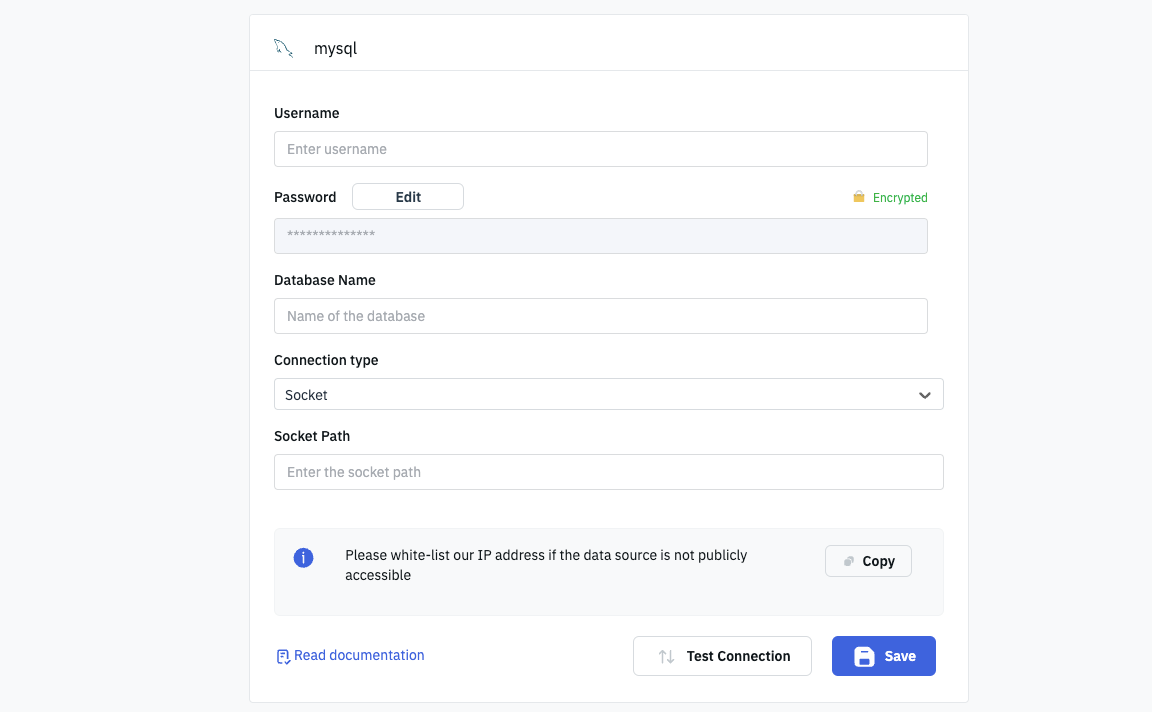 mysql
Username
Enter username
Password
Edit
Encrypted
**************
Database Name
Name of the database
Connection type
Socket
Socket Path
Enter the socket path
Please white-list our IP address if the data source is not publicly
accessible
Copy
Read documentation
Test Connection
Save